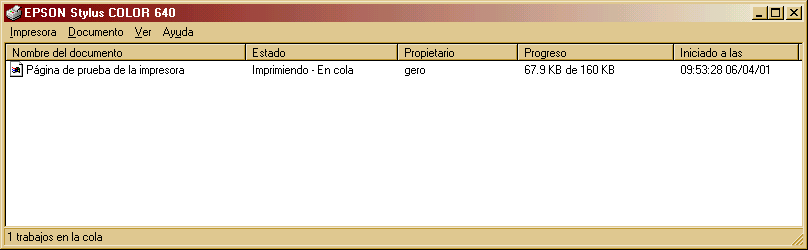 EPSON Stylus COLOR 640
Impresora Documento Ver Ayuda
Nombre del documento Estado Propietario Progreso Iniciado a las
Página de prueba de la impresora Imprimiendo - En cola gero 67.9 KB de 160 KB 09:53:28 06/04/01
1 trabajos en la cola